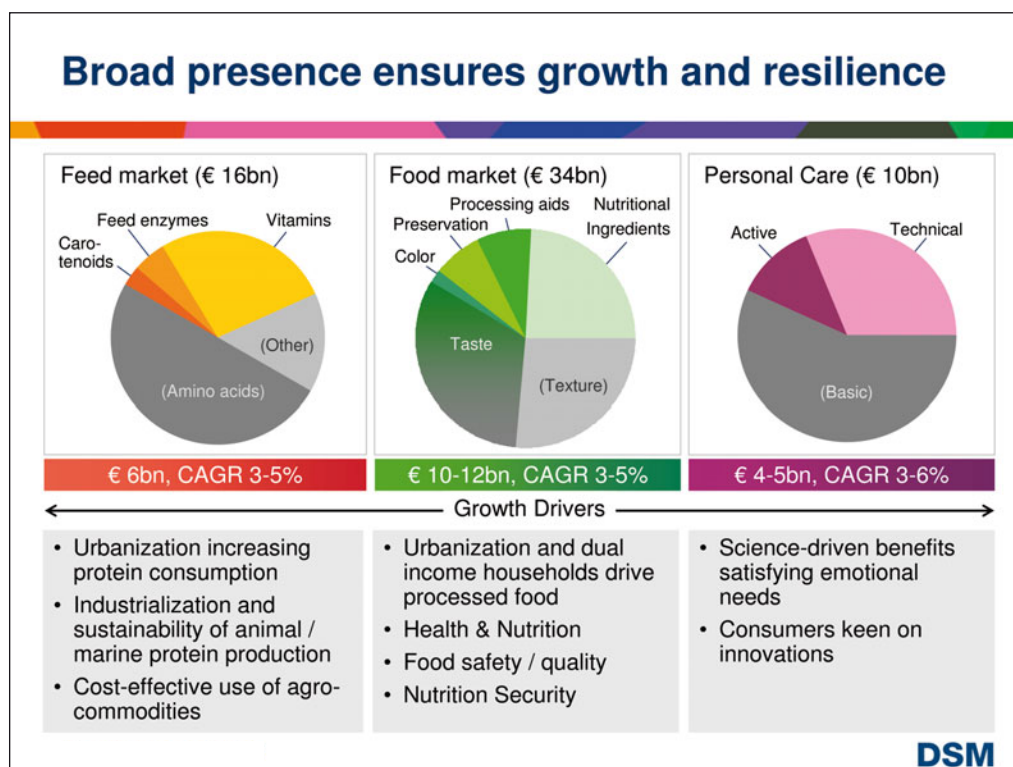 Broad presence ensures growth and resilience
Feed market (€ 16bn)
Feed enzymes
Vitamins
Caro-
tenoids
(Other)
(Amino acids)
€ 6bn, CAGR 3-5%
Food market (€ 34bn)
Processing aids
Nutritional
Ingredients
Preservation
Color
Taste
(Texture)
€ 10-12bn, CAGR 3-5%
Personal Care (€ 10bn)
Active
Technical
(Basic)
€ 4-5bn, CAGR 3-6%
Growth Drivers
• Urbanization increasing
protein consumption
• Industrialization and
sustainability of animal /
marine protein production
• Cost-effective use of agro-
commodities
• Urbanization and dual
income households drive
processed food
• Health & Nutrition
• Food safety / quality
• Nutrition Security
• Science-driven benefits
satisfying emotional
needs
• Consumers keen on
innovations
DSM